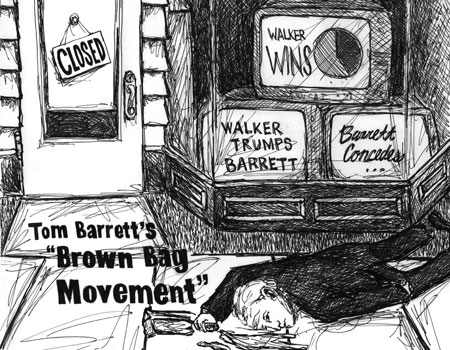 CLOSED
WALKER
WINS
WALKER
TRUMPS
BARRETT
Barrett
Concedes
...
Tom Barrett's
"Brown Bag
Movement"